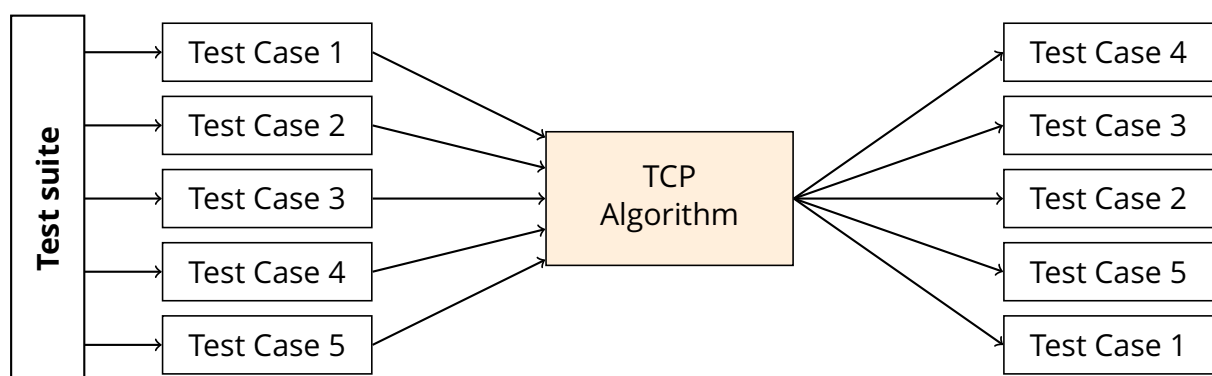 Test suite
Test Case 1
Test Case 2
Test Case 3
Test Case 4
Test Case 5
TCP
Algorithm
Test Case 4
Test Case 3
Test Case 2
Test Case 5
Test Case 1